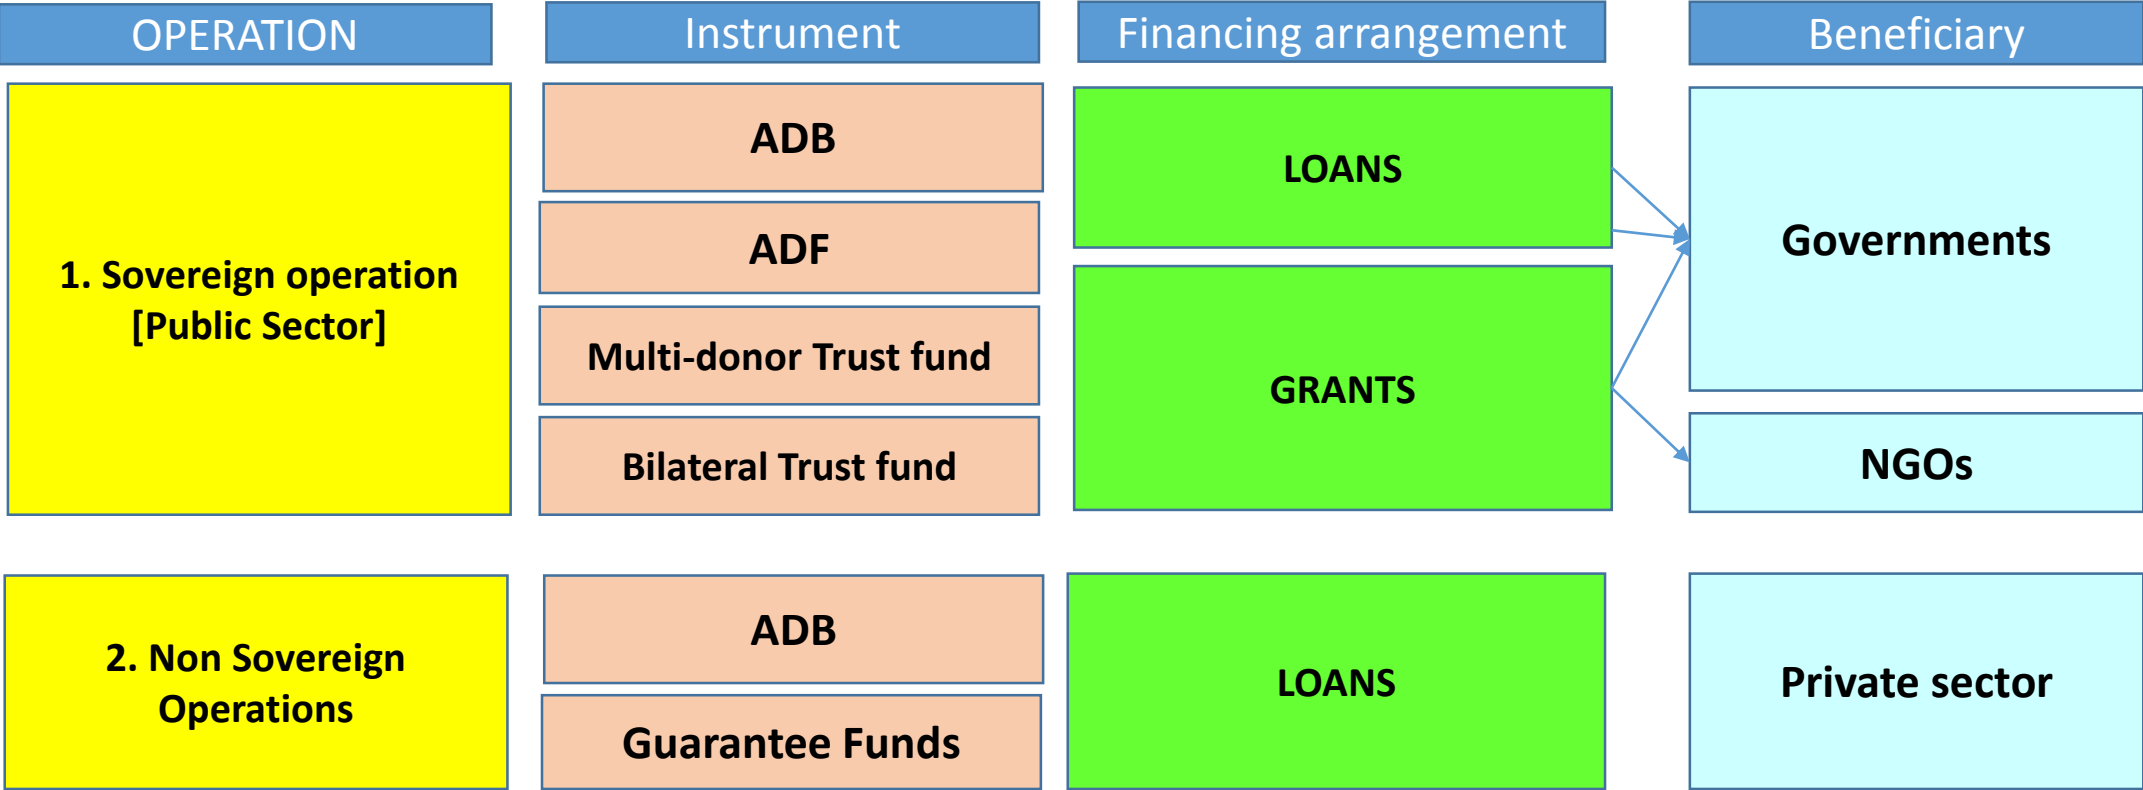 OPERATION
Instrument
Financing arrangement
Beneficiary
1. Sovereign operation
[Public Sector]
ADB
ADF
Multi-donor Trust fund
Bilateral Trust fund
LOANS
GRANTS
Governments
NGOs
2. Non Sovereign
Operations
ADB
Guarantee Funds
LOANS
Private sector